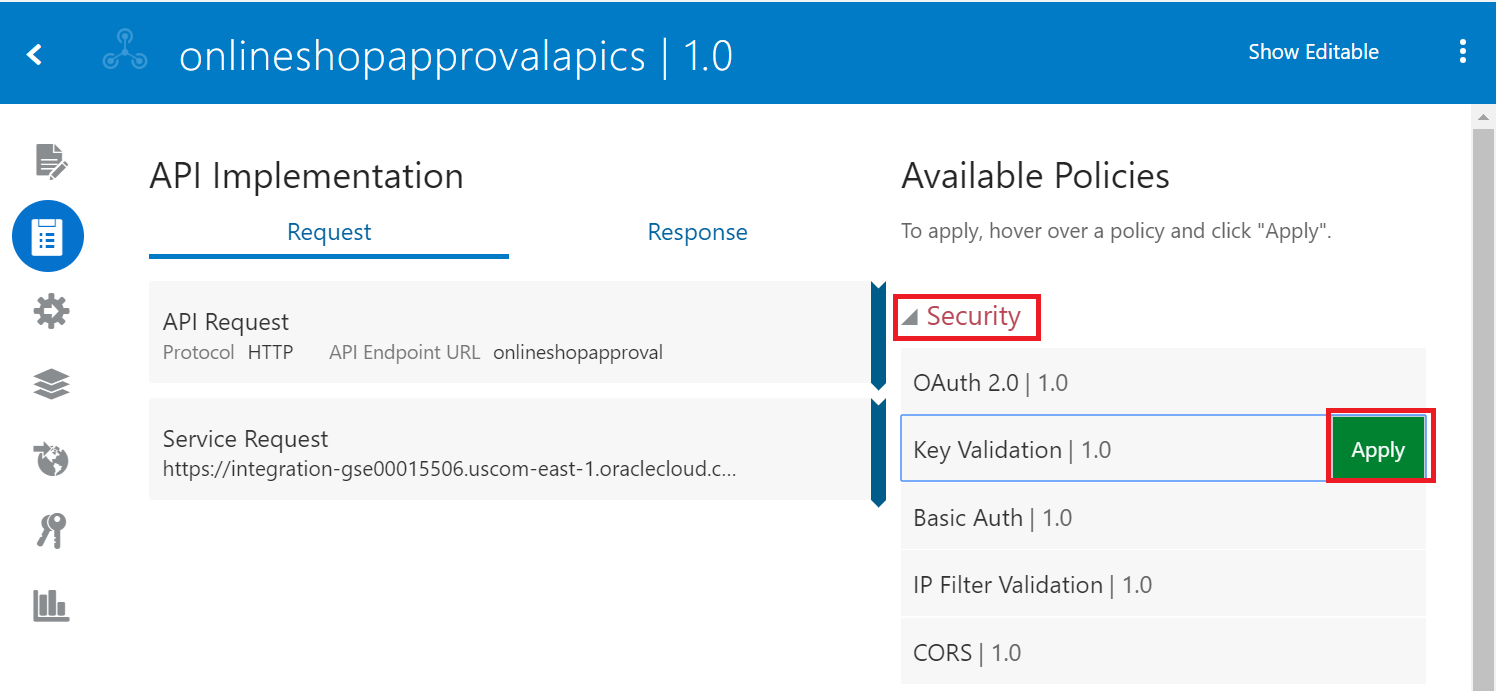 onlineshopapprovalapics | 1.0
Show Editable
API Implementation
Request
Response
API Request
Protocol HTTP API Endpoint URL onlineshopapproval
Service Request
https://integration-gse00015506.uscom-east-1.oraclecloud.c...
Available Policies
To apply, hover over a policy and click "Apply".
Security
OAuth 2.0 | 1.0
Key Validation | 1.0
Apply
Basic Auth | 1.0
IP Filter Validation | 1.0
CORS | 1.0